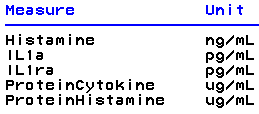 Measure Unit
Histamine ng/mL
IL1a pg/mL
IL1ra pg/mL
ProteinCytokine ug/mL
ProteinHistamine ug/mL